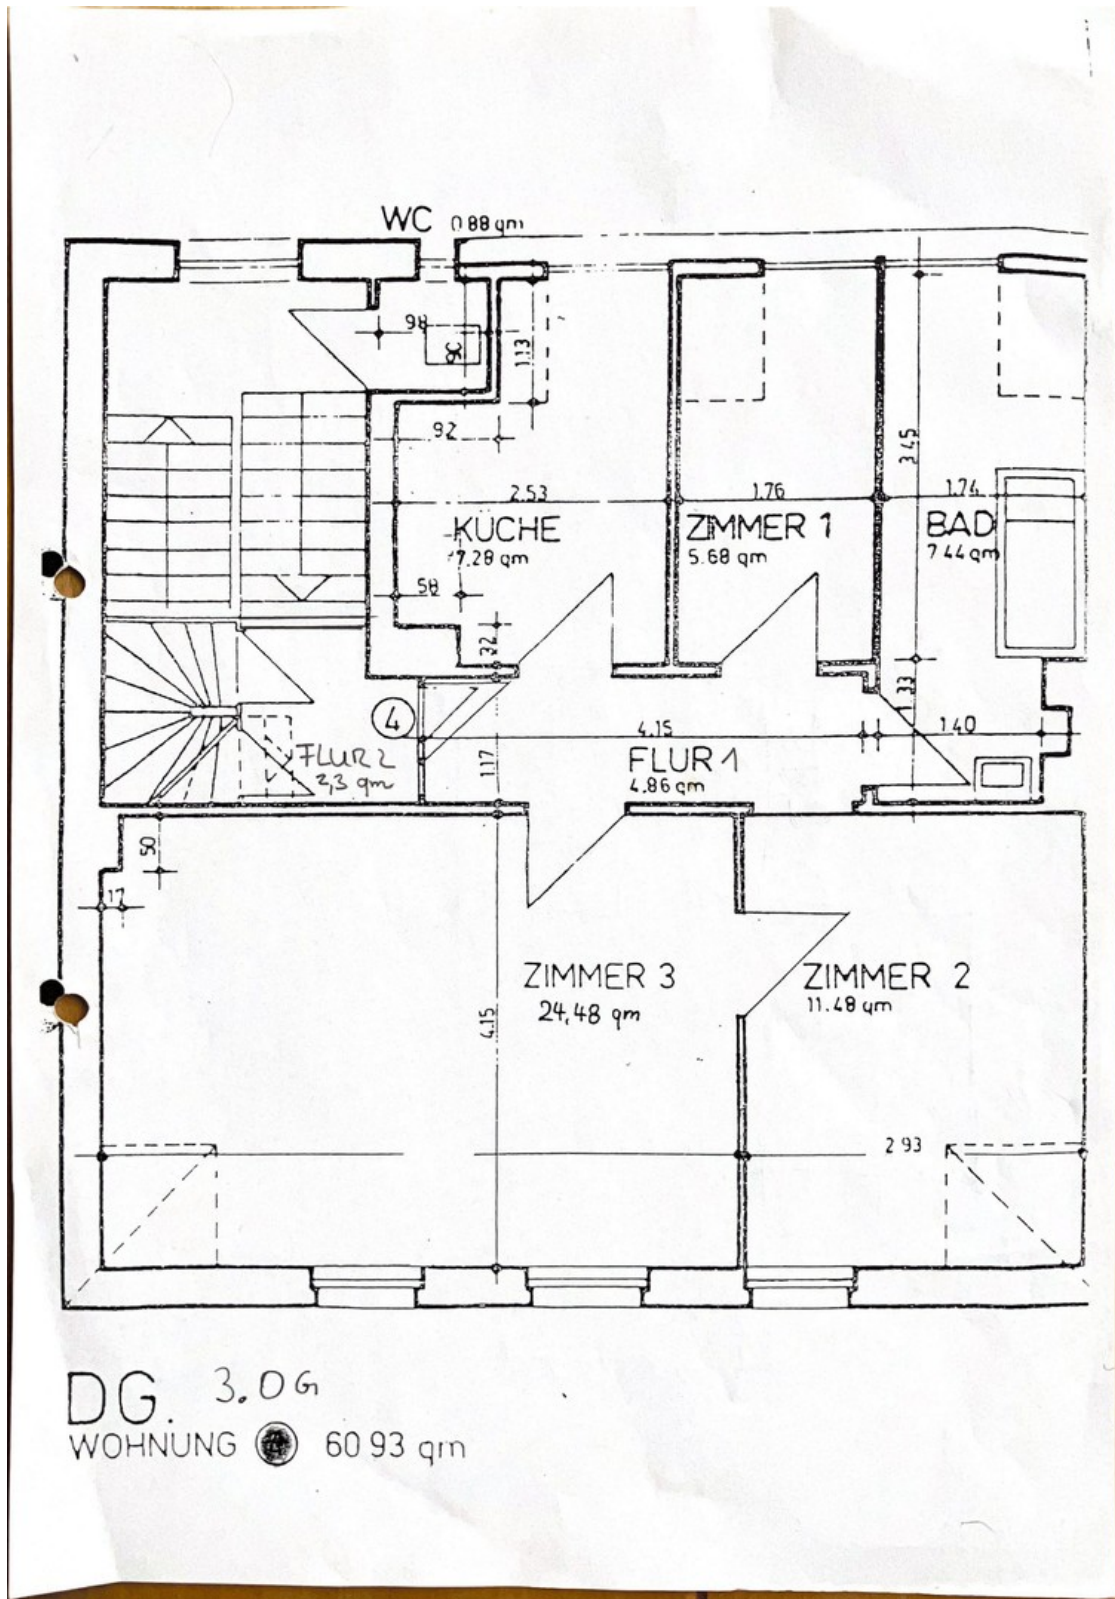 WC 0.88 qm
98
90
1.13
92
2.53
1.76
3.45
1.74
KÜCHE
7.28 qm
ZIMMER 1
5.68 qm
BAD
7.44 qm
58
32
1.33
4
4.15
1.40
FLUR 2
2,3 qm
1.17
FLUR 1
4.86 qm
50
17
ZIMMER 3
24,48 qm
ZIMMER 2
11.48 qm
4.15
2.93
DG. 3.OG
WOHNUNG 60 93 qm